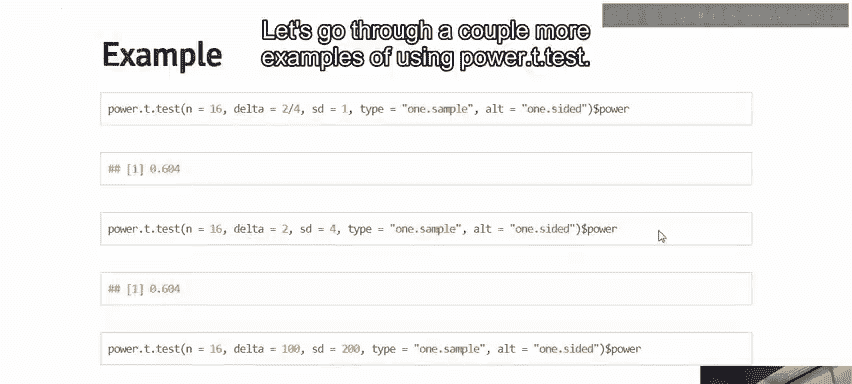 Let's go through a couple more
examples of using power.t.test.
Example
power.t.test(n = 16, delta = 2/4, sd = 1, type = "one.sample", alt = "one.sided")$power
## [1] 0.604
power.t.test(n = 16, delta = 2, sd = 4, type = "one.sample", alt = "one.sided")$power
## [1] 0.604
power.t.test(n = 16, delta = 100, sd = 200, type = "one.sample", alt = "one.sided")$power